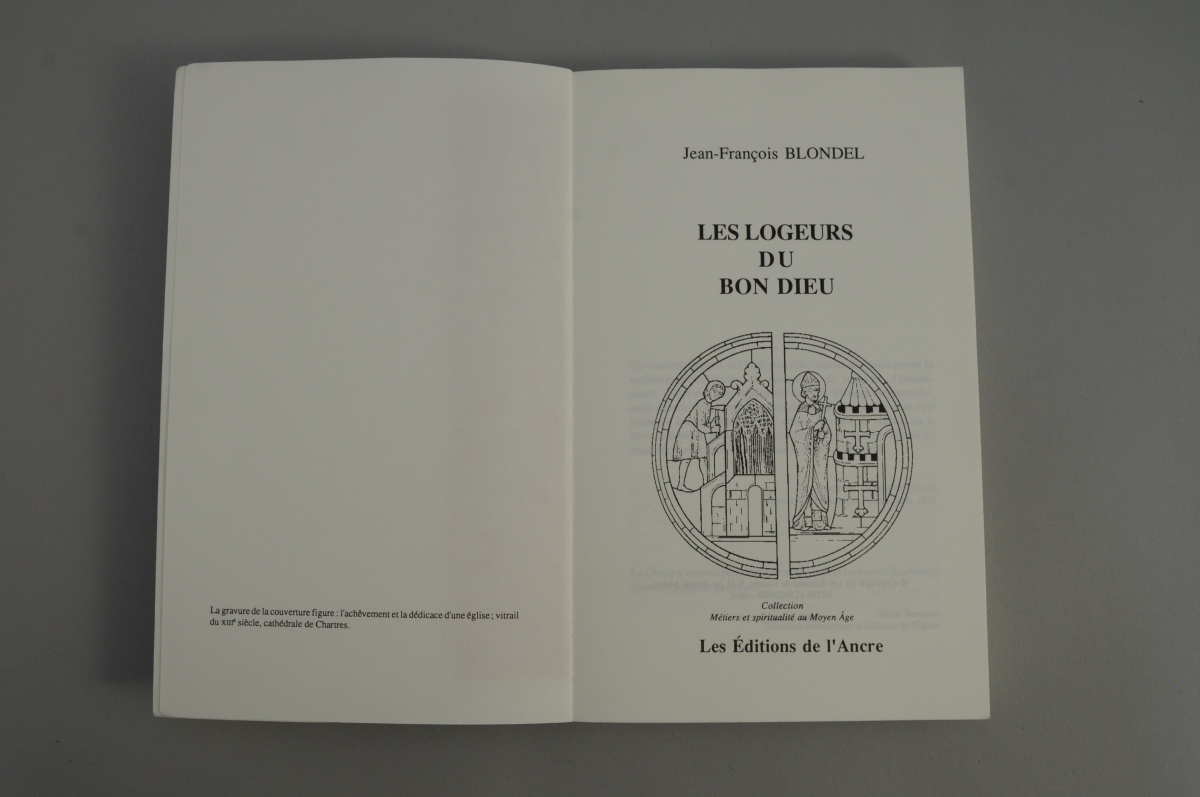 La gravure de la couverture figure : l'achêvement et la dédicace d'une église ; vitrail
du XIIIe siècle, cathédrale de Chartres.
Jean-François BLONDEL
LES LOGEURS
DU
BON DIEU
Collection
Métiers et spiritualité au Moyen Âge
Les Éditions de l'Ancre